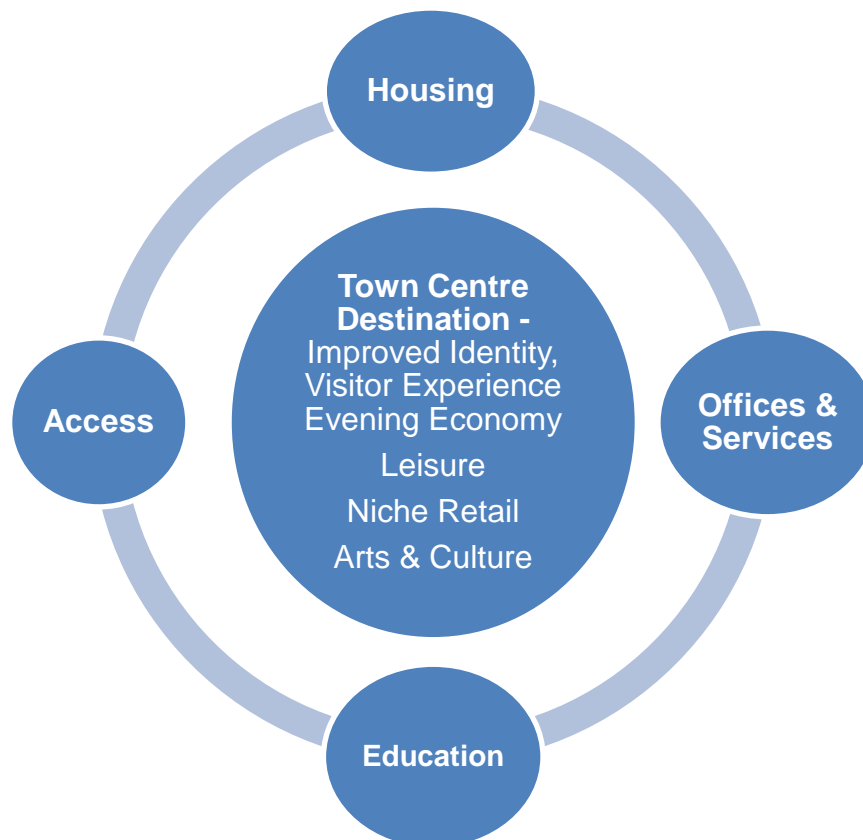 Housing
Town Centre
Destination -
Improved Identity,
Visitor Experience
Evening Economy
Leisure
Niche Retail
Arts & Culture
Access
Offices &
Services
Education